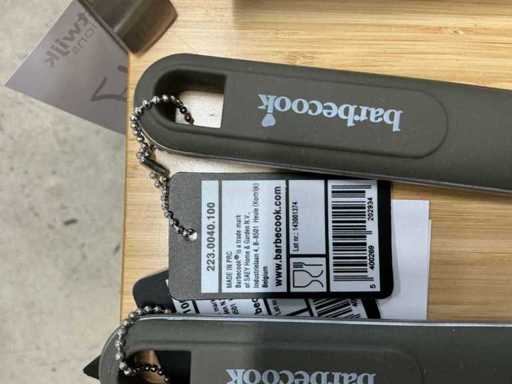 barbecook
223.0040.100
MADE IN PRC
Barbecook® is a trade mark
of SAEY Home & Garden N.V.,
Industrielaan 4, B-8501 Heule (Kortrijk)
Belgium
www.barbecook.com
Lot nr.: 143001374
5 400269 202934
barbecook